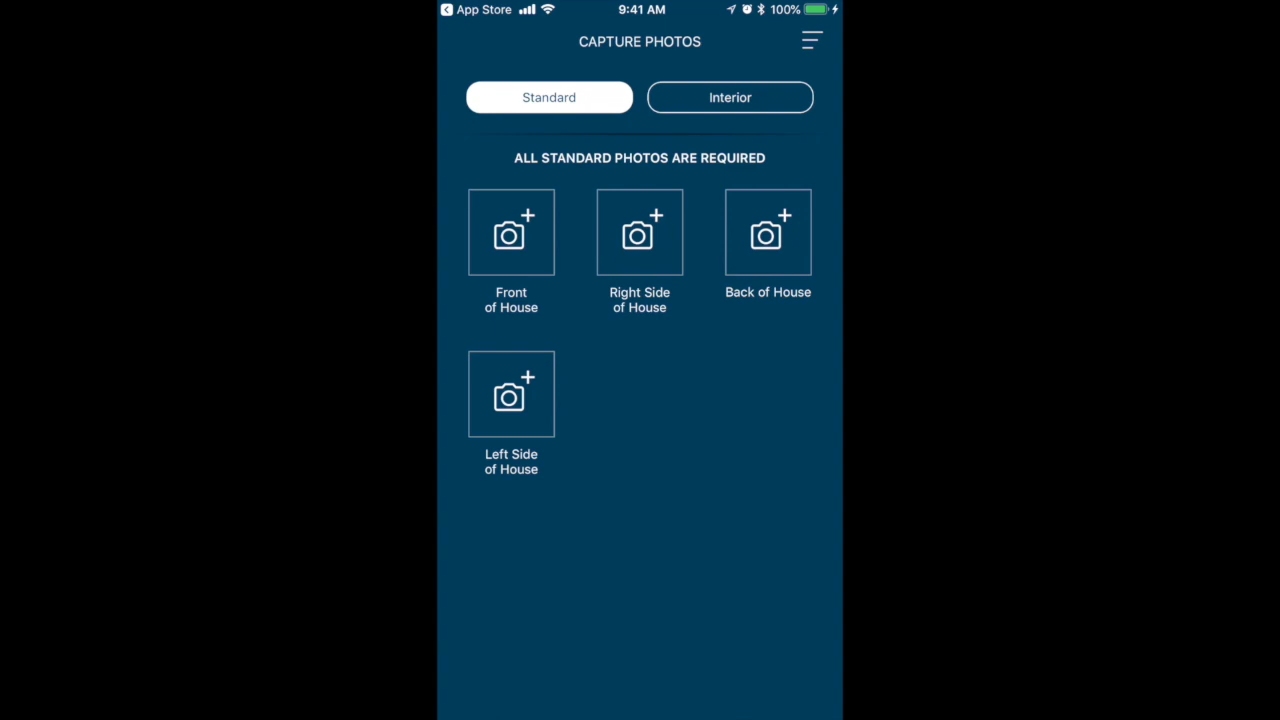 App Store 9:41 AM 100%
CAPTURE PHOTOS
Standard Interior
ALL STANDARD PHOTOS ARE REQUIRED
Front
of House
Right Side
of House
Back of House
Left Side
of House